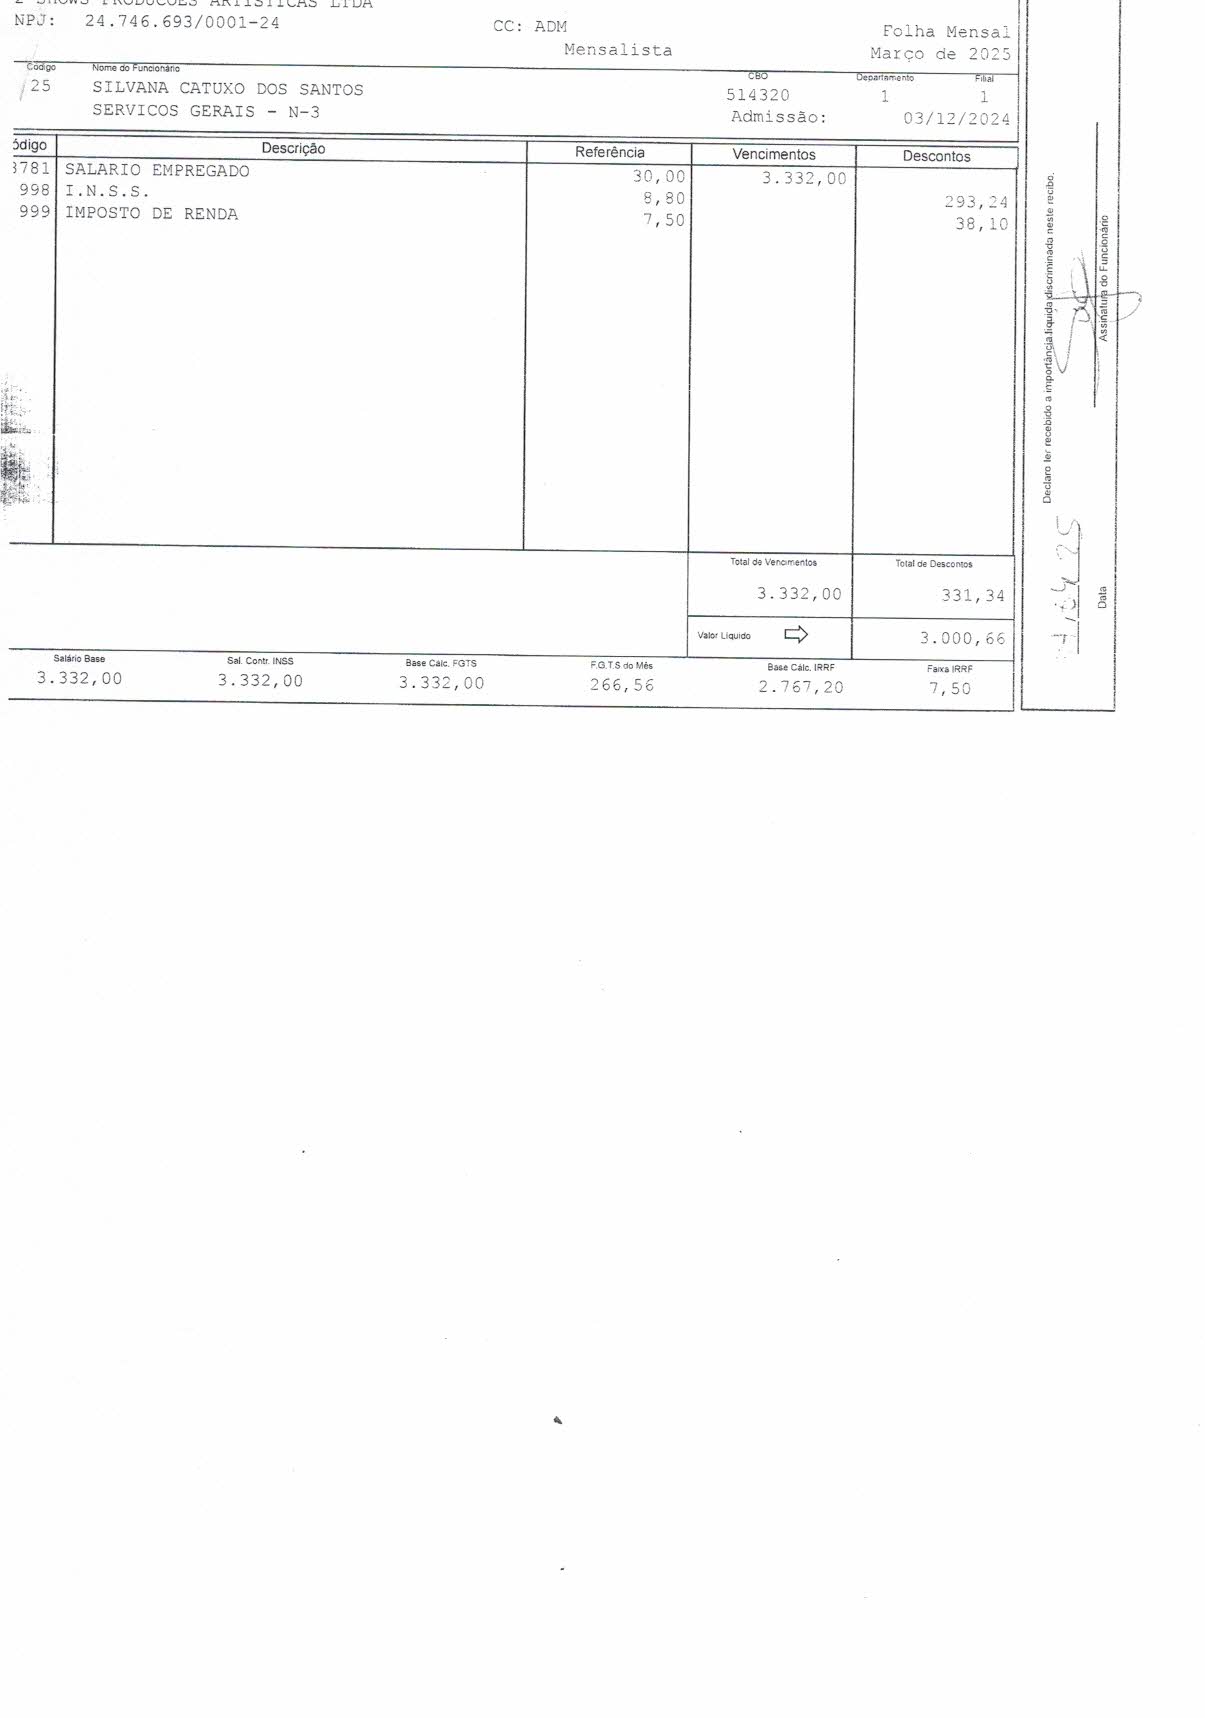 2 SHOWS PRODUCOES ARTISTICAS LTDA
NPJ: 24.746.693/0001-24 CC: ADM Folha Mensal
Mensalista Março de 2025
Código Nome do Funcionário CBO Departamento Filial
25 SILVANA CATUXO DOS SANTOS 514320 1 1
SERVICOS GERAIS - N-3 Admissão: 03/12/2024
ódigo Descrição Referência Vencimentos Descontos
3781 SALARIO EMPREGADO 30,00 3.332,00
998 I.N.S.S. 8,80 293,24
999 IMPOSTO DE RENDA 7,50 38,10
Total de Vencimentos Total de Descontos
3.332,00 331,34
Valor Líquido 3.000,66
Salário Base Sal. Contr. INSS Base Cálc. FGTS F.G.T.S do Mês Base Cálc. IRRF Faixa IRRF
3.332,00 3.332,00 3.332,00 266,56 2.767,20 7,50
Declaro ter recebido a importância líquida discriminada neste recibo.
Assinatura do Funcionário
Data